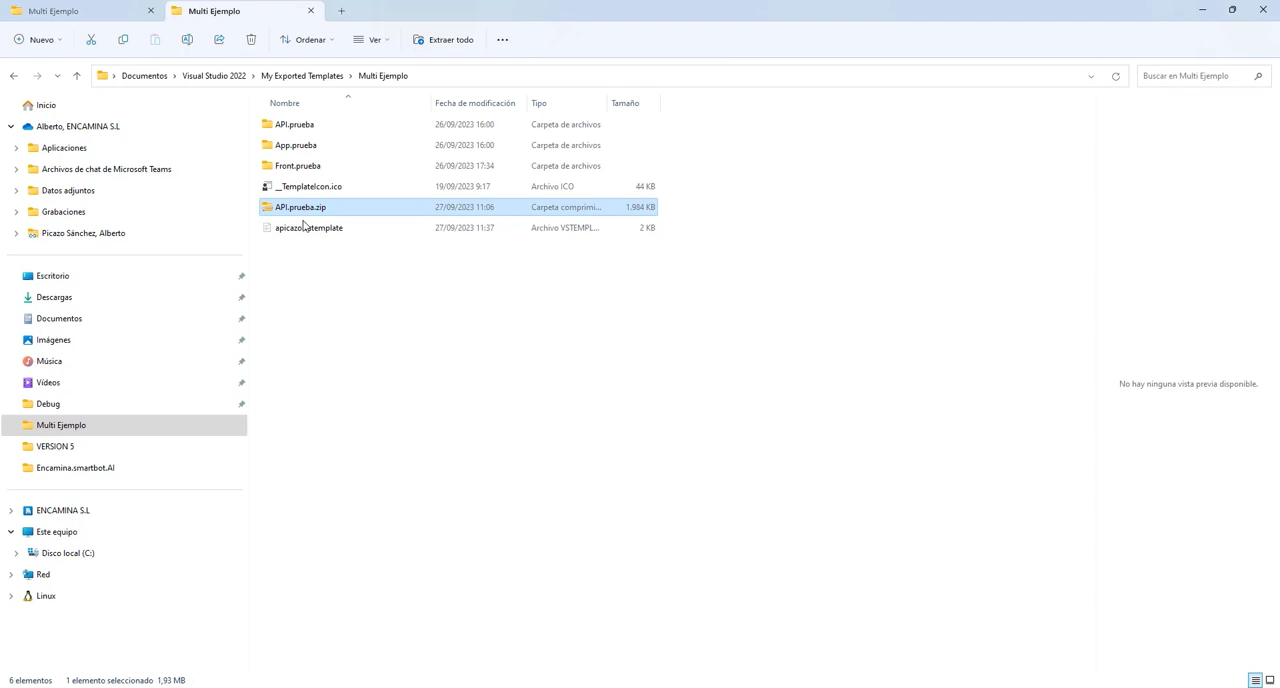 Multi Ejemplo
Multi Ejemplo
Nuevo
Ordenar
Ver
Extraer todo
Documentos > Visual Studio 2022 > My Exported Templates > Multi Ejemplo
Buscar en Multi Ejemplo
Inicio
Alberto, ENCAMINA S.L
Aplicaciones
Archivos de chat de Microsoft Teams
Datos adjuntos
Grabaciones
Picazo Sánchez, Alberto
Escritorio
Descargas
Documentos
Imágenes
Música
Vídeos
Debug
Multi Ejemplo
VERSION 5
Encamina.smartbot.AI
ENCAMINA S.L
Este equipo
Disco local (C:)
Red
Linux
Nombre Fecha de modificación Tipo Tamaño
API.prueba 26/09/2023 16:00 Carpeta de archivos
App.prueba 26/09/2023 16:00 Carpeta de archivos
Front.prueba 26/09/2023 17:34 Carpeta de archivos
__TemplateIcon.ico 19/09/2023 9:17 Archivo ICO 44 KB
API.prueba.zip 27/09/2023 11:06 Carpeta comprimi... 1.984 KB
27/09/2023 11:37 Archivo VSTEMPL... 2 KB
No hay ninguna vista previa disponible.
6 elementos 1 elemento seleccionado 1,93 MB